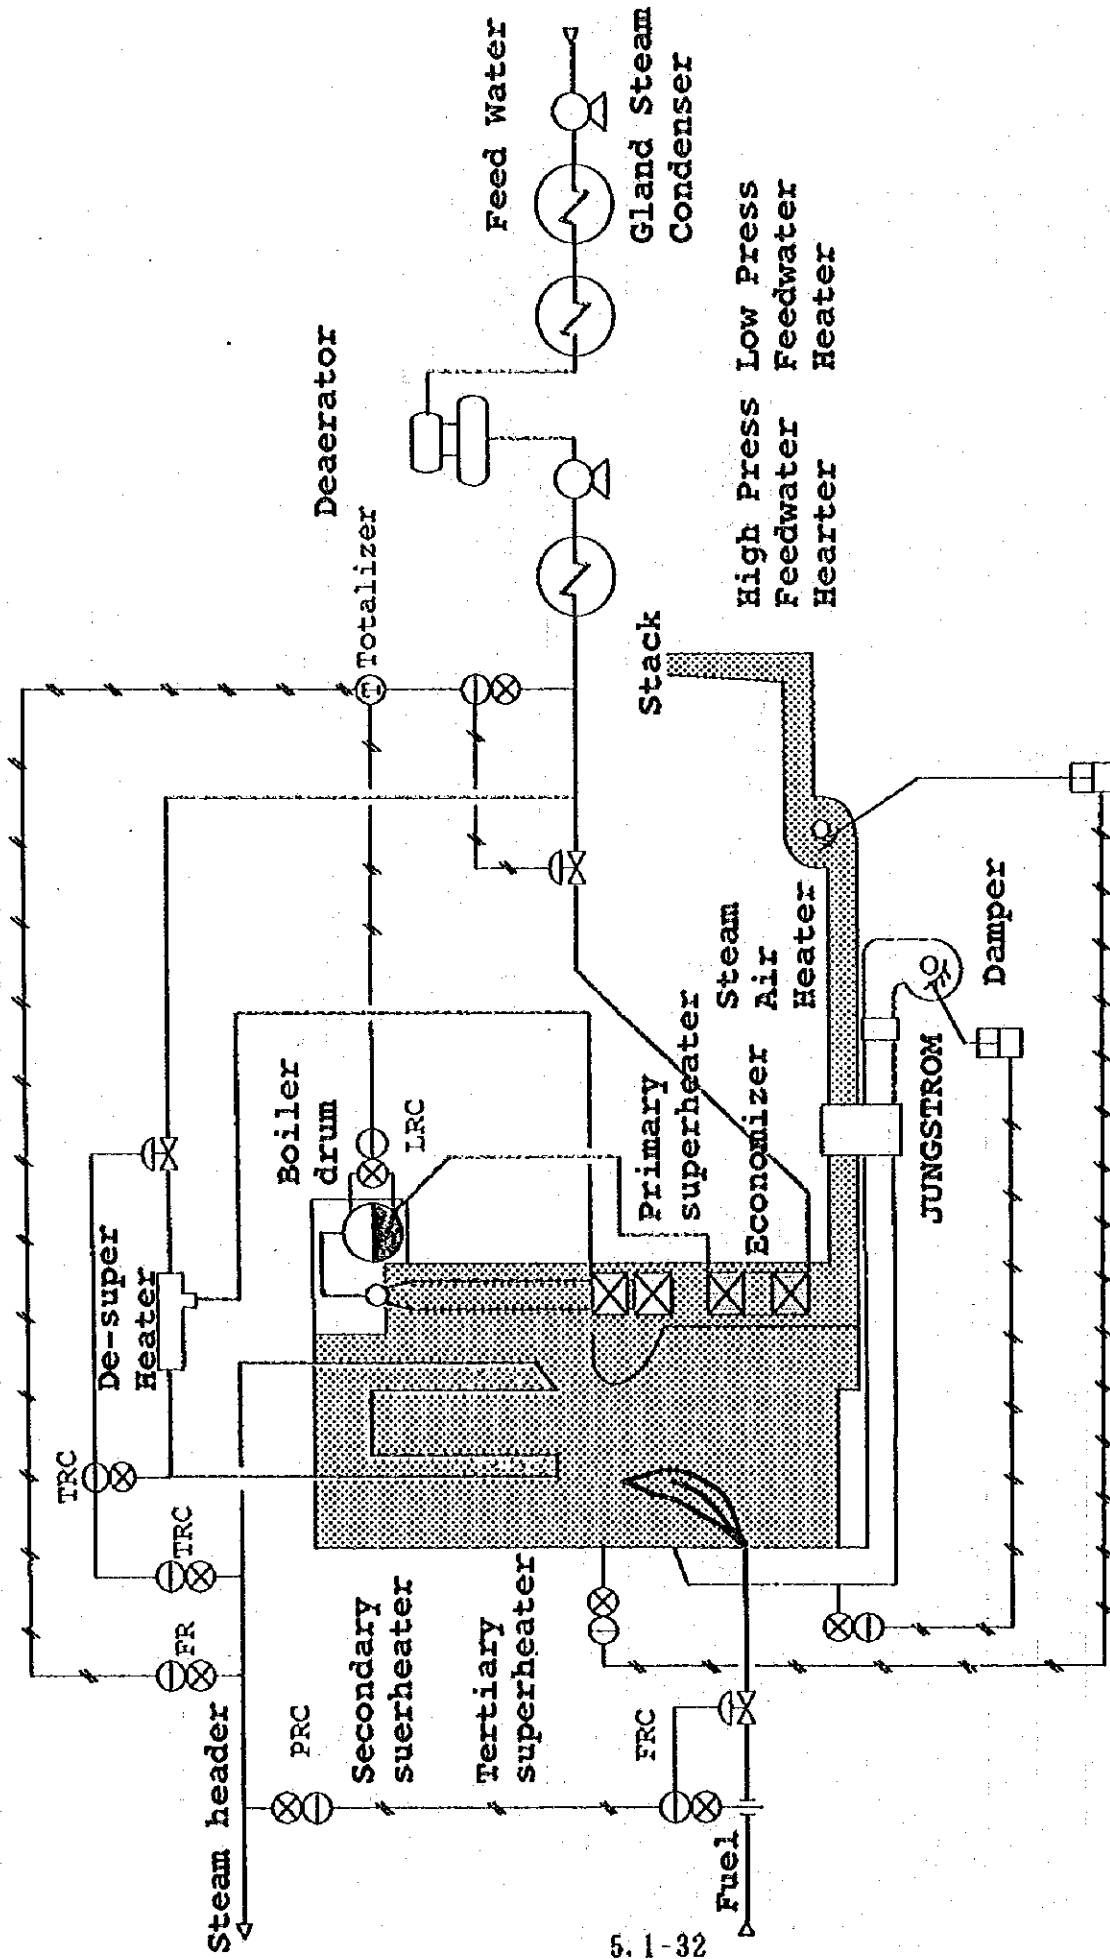 Steam header
FR
TRC
TRC
De-super
Heater
PRC
Secondary
suerheater
Tertiary
superheater
FRC
Fuel
Boiler
drum
LRC
Totalizer
Deaerator
Feed Water
Gland Steam
Condenser
Low Press
Feedwater
Heater
High Press
Feedwater
Hearter
Stack
Primary
superheater
Economizer
Steam
Air
Heater
JUNGSTROM
Damper
T
5.1-32